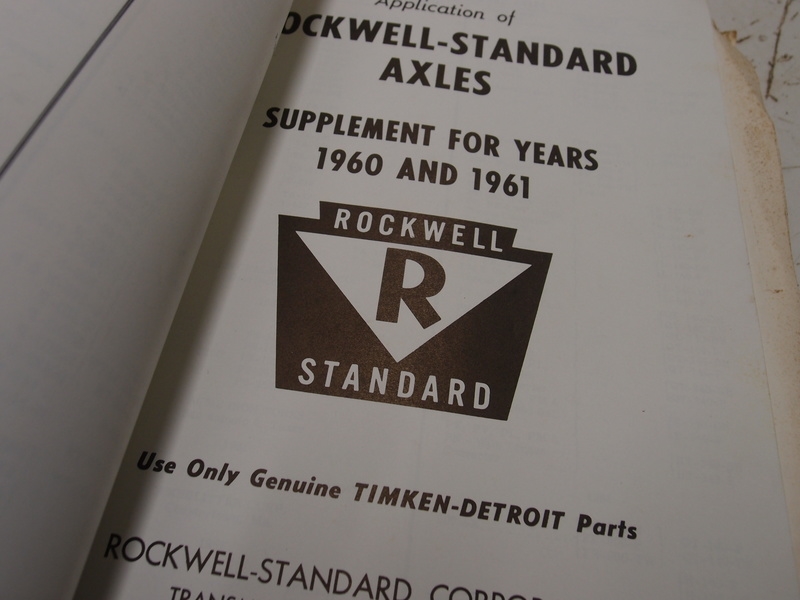 Application of
OCKWELL-STANDARD
AXLES
SUPPLEMENT FOR YEARS
1960 AND 1961
ROCKWELL
R
STANDARD
Use Only Genuine TIMKEN-DETROIT Parts
ROCKWELL-STANDARD